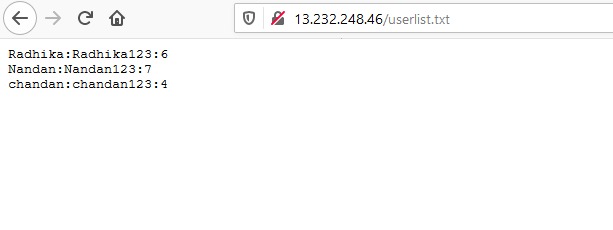 13.232.248.46/userlist.txt
Radhika:Radhika123:6
Nandan:Nandan123:7
chandan:chandan123:4